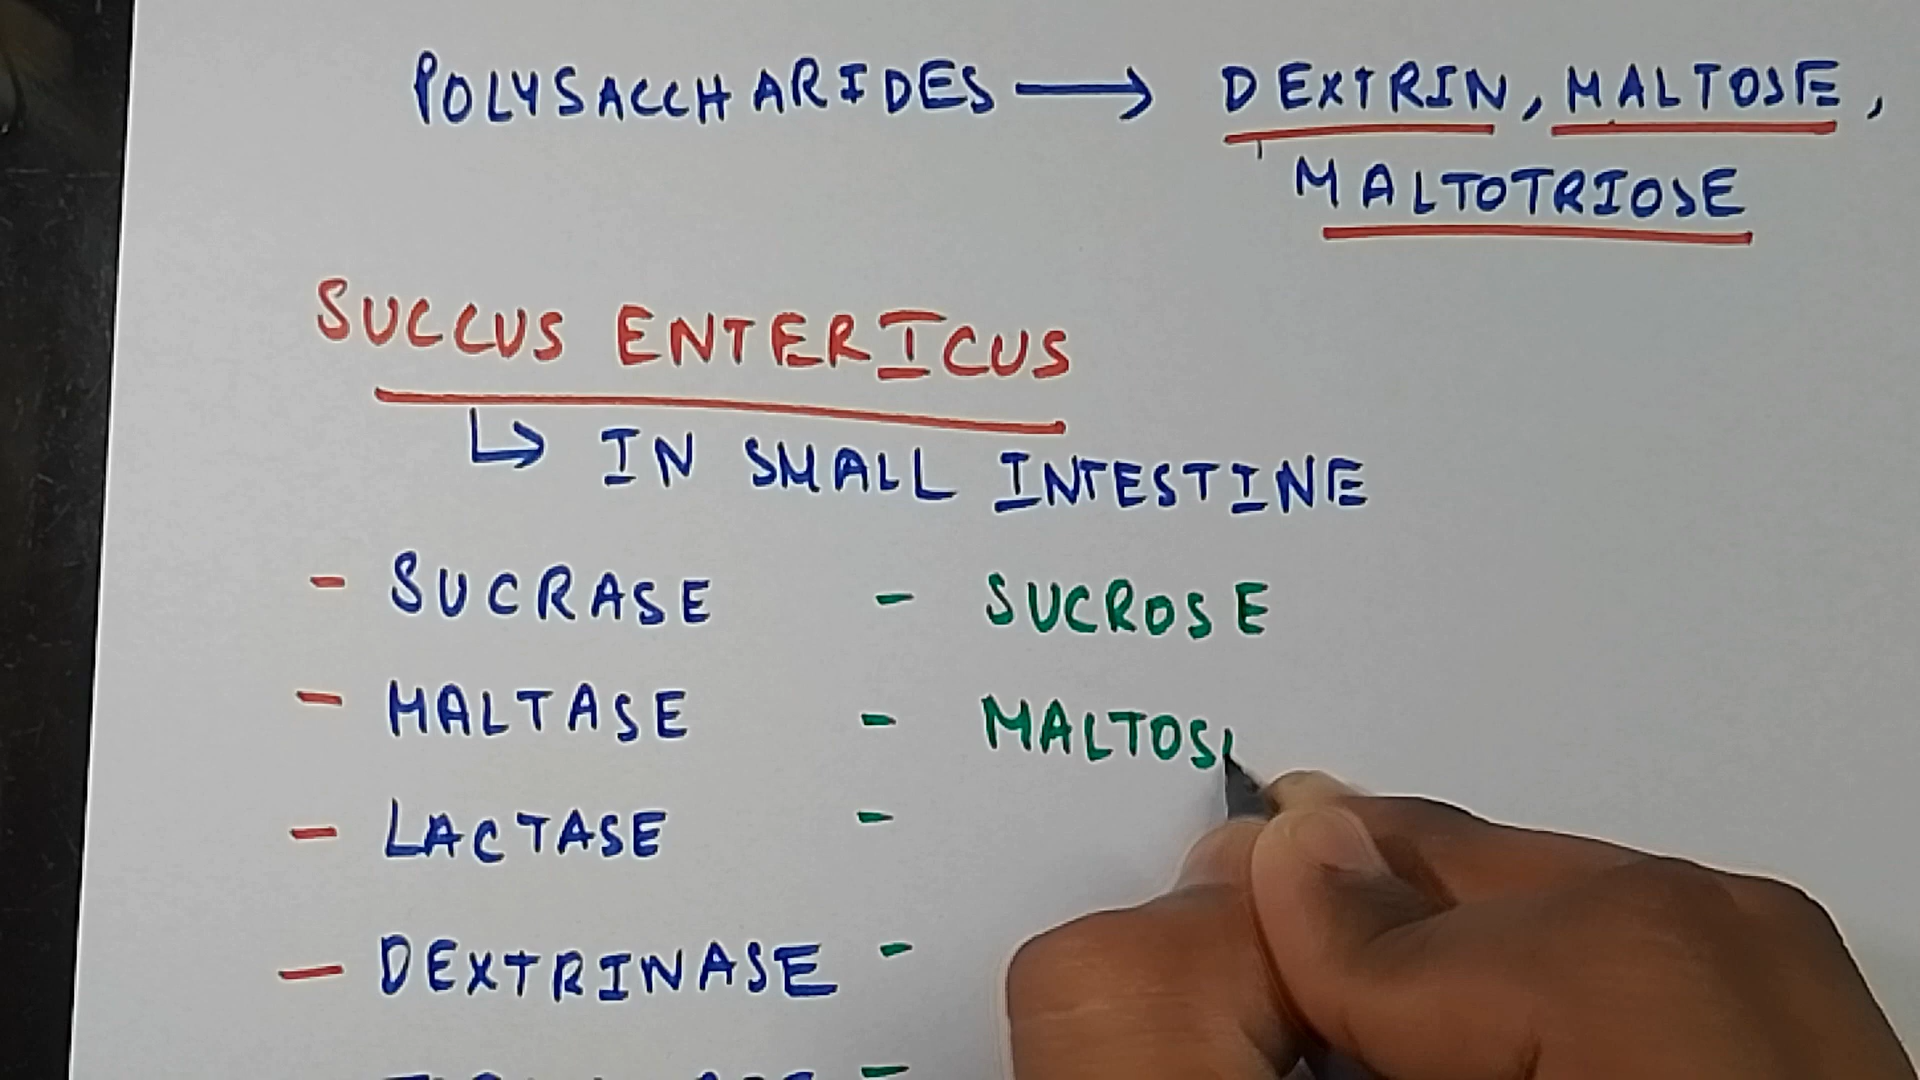 POLYSACCHARIDES → DEXTRIN, MALTOSE,
MALTOTRIOSE
SUCCUS ENTERICUS
↳ IN SMALL INTESTINE
- SUCRASE - SUCROSE
- MALTASE - MALTOS
- LACTASE -
- DEXTRINASE -